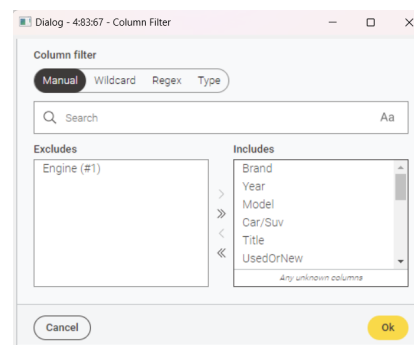 Dialog - 4:83:67 - Column Filter
Column filter
Manual Wildcard Regex Type
Search Aa
Excludes
Engine (#1)
Includes
Brand
Year
Model
Car/Suv
Title
UsedOrNew
Any unknown columns
Cancel Ok